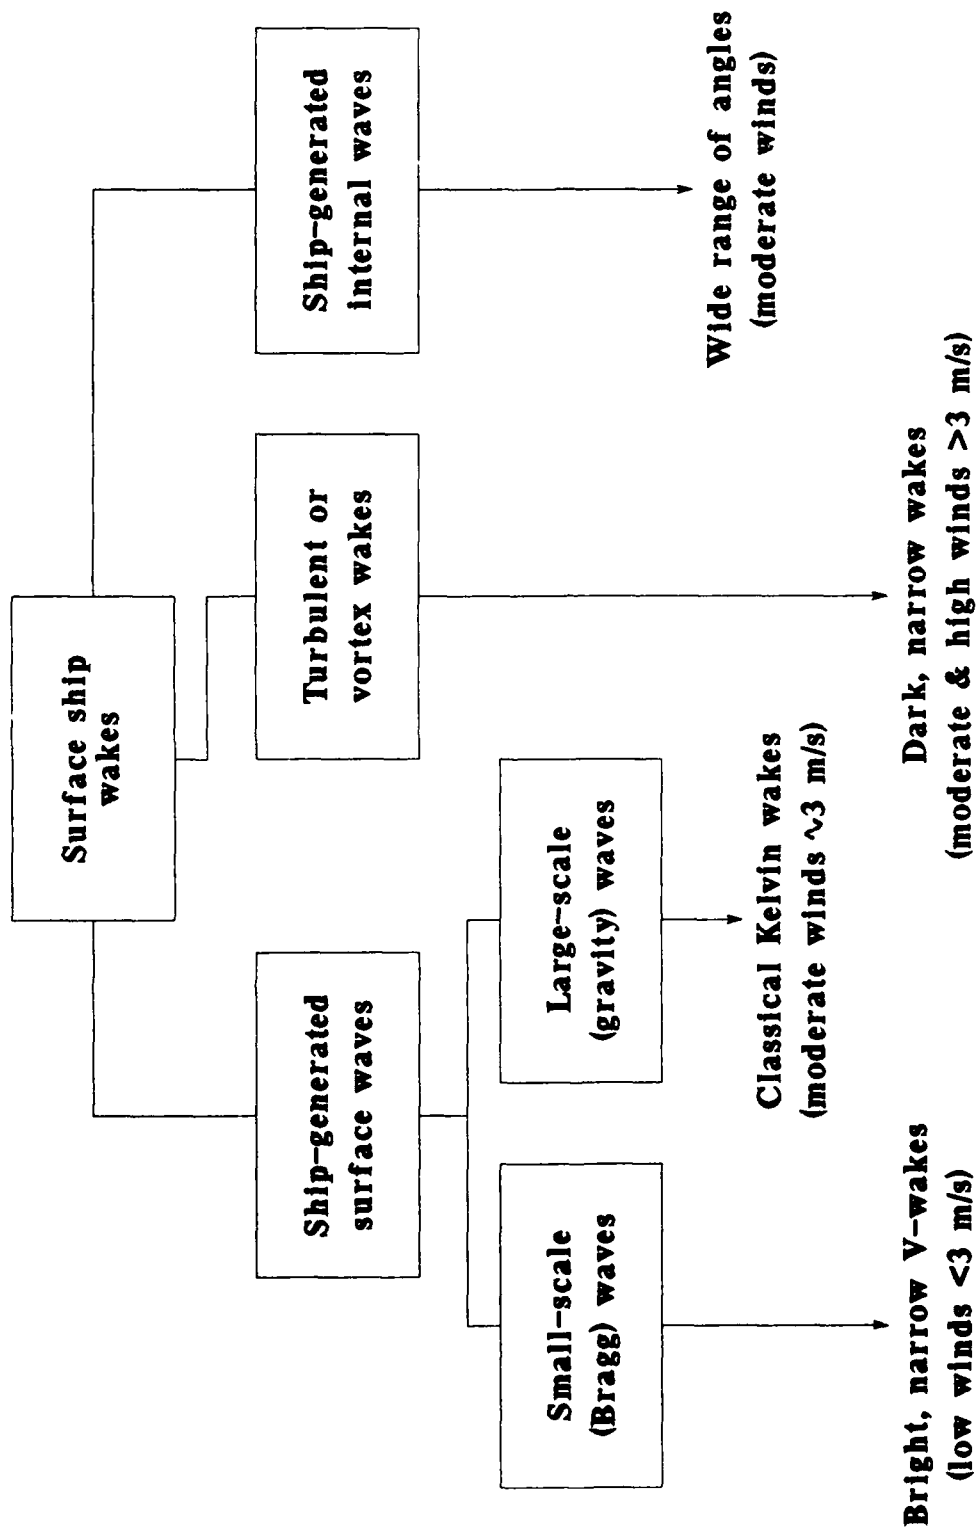 Surface ship
wakes
Ship-generated
surface waves
Turbulent or
vortex wakes
Ship-generated
internal waves
Small-scale
(Bragg) waves
Large-scale
(gravity) waves
Bright, narrow V-wakes
(low winds <3 m/s)
Classical Kelvin wakes
(moderate winds ~3 m/s)
Dark, narrow wakes
(moderate & high winds >3 m/s)
Wide range of angles
(moderate winds)